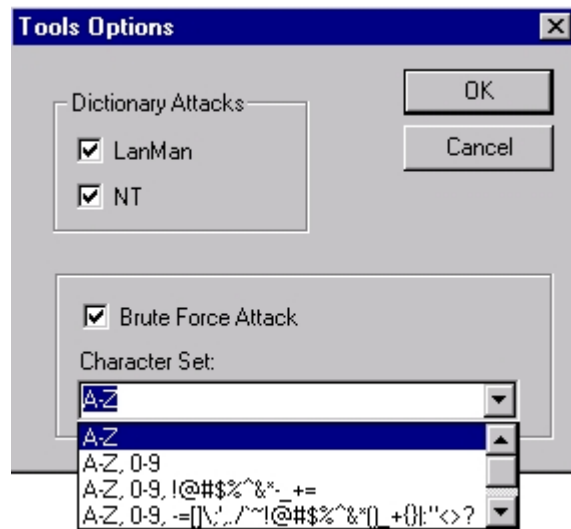 Tools Options
Dictionary Attacks
OK
LanMan
Cancel
NT
Brute Force Attack
Character Set:
A-Z
A-Z
A-Z, 0-9
A-Z, 0-9, !@#$%^&*-_+=
A-Z, 0-9, -=[]\;',./`~!@#$%^&*()_+{}|:"<>?